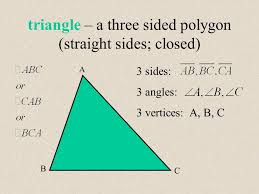 triangle – a three sided polygon
(straight sides; closed)
ABC
or
CAB
or
BCA
A
B
C
3 sides: AB, BC, CA
3 angles: ∠A, ∠B, ∠C
3 vertices: A, B, C